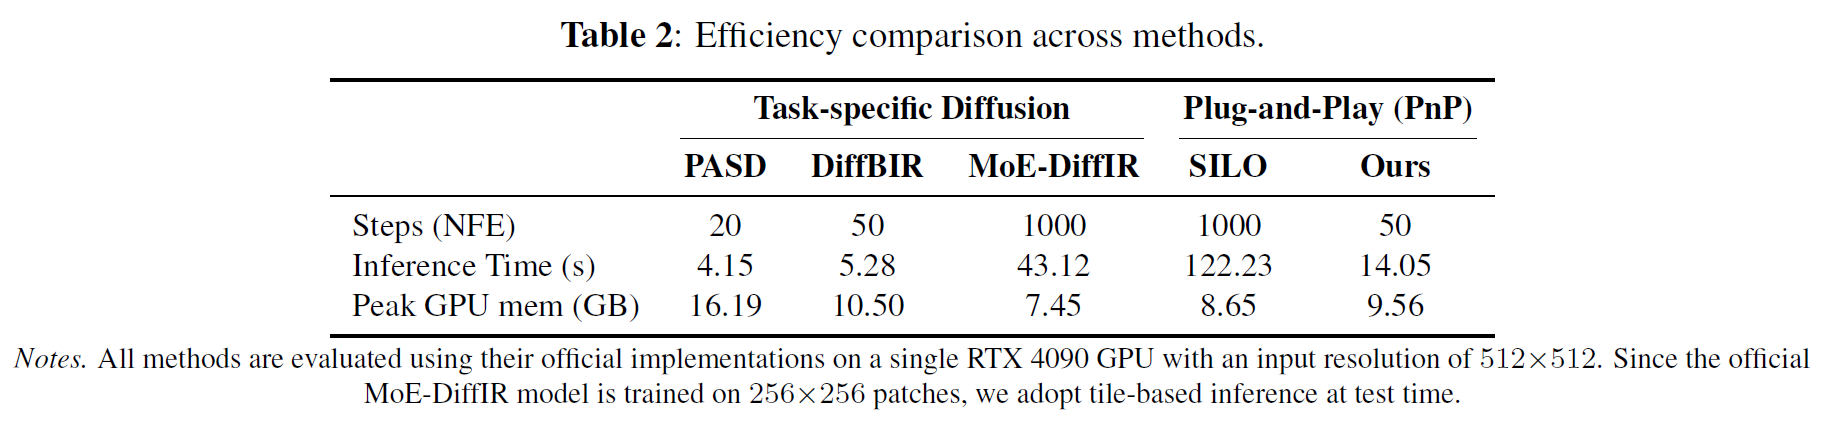 Table 2: Efficiency comparison across methods.
Task-specific Diffusion Plug-and-Play (PnP)
PASD DiffBIR MoE-DiffIR SILO Ours
Steps (NFE) 20 50 1000 1000 50
Inference Time (s) 4.15 5.28 43.12 122.23 14.05
Peak GPU mem (GB) 16.19 10.50 7.45 8.65 9.56
Notes. All methods are evaluated using their official implementations on a single RTX 4090 GPU with an input resolution of 512×512. Since the official
MoE-DiffIR model is trained on 256×256 patches, we adopt tile-based inference at test time.